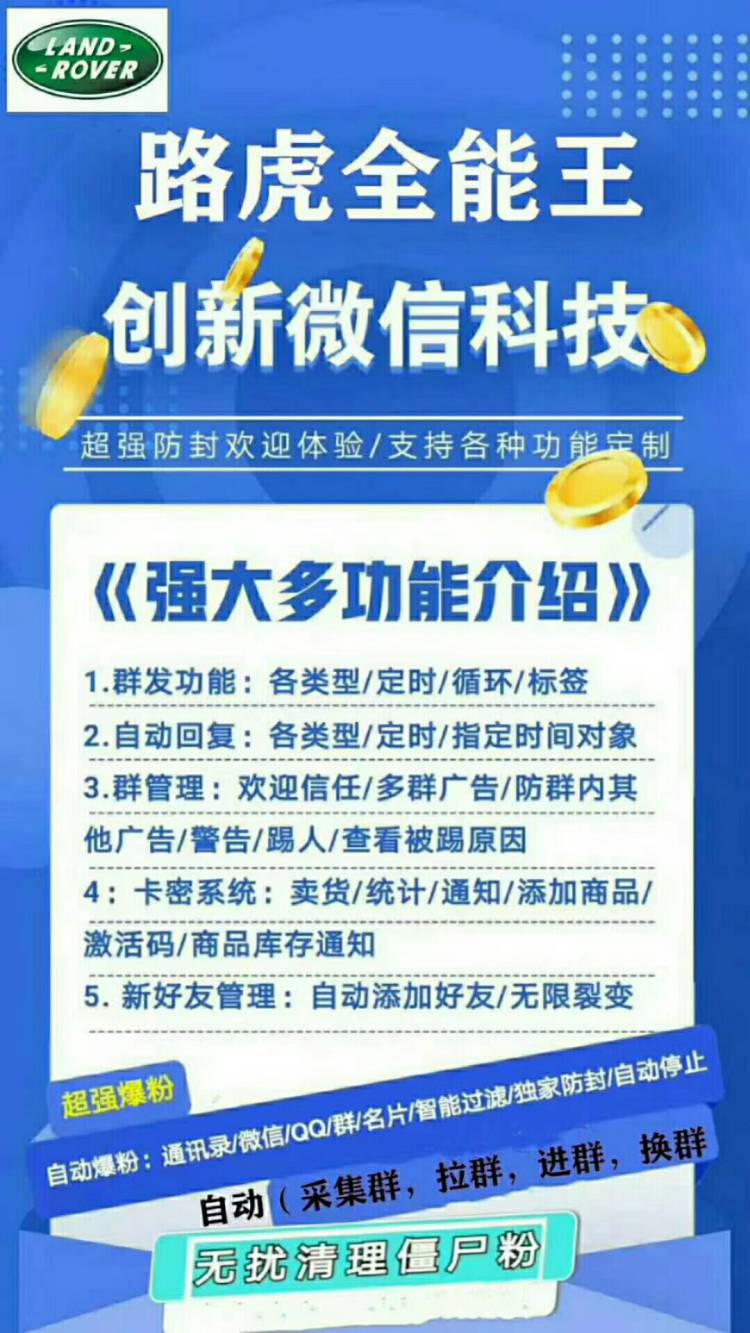 LAND-
-ROVER
路虎全能王
创新微信科技
超强防封欢迎体验/支持各种功能定制
《强大多功能介绍》
1.群发功能：各类型/定时/循环/标签
2.自动回复：各类型/定时/指定时间对象
3.群管理：欢迎信任/多群广告/防群内其
他广告/警告/踢人/查看被踢原因
4：卡密系统：卖货/统计/通知/添加商品/
激活码/商品库存通知
5. 新好友管理：自动添加好友/无限裂变
超强爆粉
自动爆粉：通讯录/微信/QQ/群/名片/智能过滤/独家防封/自动停止
自动（采集群，拉群，进群，换群
无扰清理僵尸粉